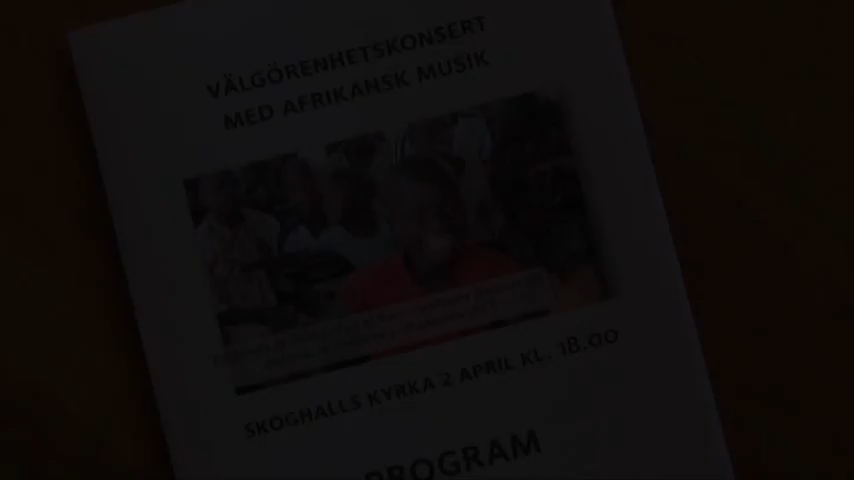 VÄLGÖRENHETSKONSERT
MED AFRIKANSK MUSIK
SKOGHALLS KYRKA 2 APRIL KL. 18.00
PROGRAM